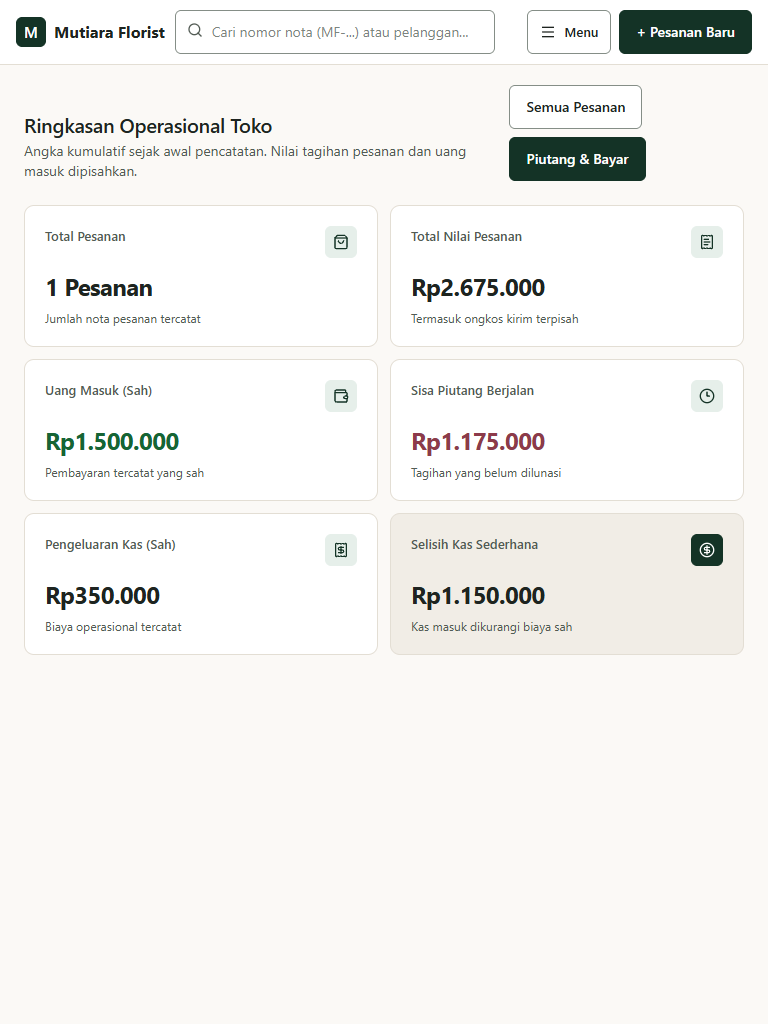 M
Mutiara Florist
Cari nomor nota (MF-...) atau pelanggan...
Menu
+ Pesanan Baru
Ringkasan Operasional Toko
Angka kumulatif sejak awal pencatatan. Nilai tagihan pesanan dan uang
masuk dipisahkan.
Semua Pesanan
Piutang & Bayar
Total Pesanan
1 Pesanan
Jumlah nota pesanan tercatat
Total Nilai Pesanan
Rp2.675.000
Termasuk ongkos kirim terpisah
Uang Masuk (Sah)
Rp1.500.000
Pembayaran tercatat yang sah
Sisa Piutang Berjalan
Rp1.175.000
Tagihan yang belum dilunasi
Pengeluaran Kas (Sah)
Rp350.000
Biaya operasional tercatat
Selisih Kas Sederhana
Rp1.150.000
Kas masuk dikurangi biaya sah